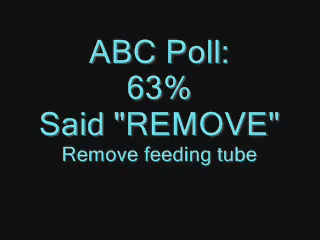 ABC Poll:
63%
Said "REMOVE"
Remove feeding tube